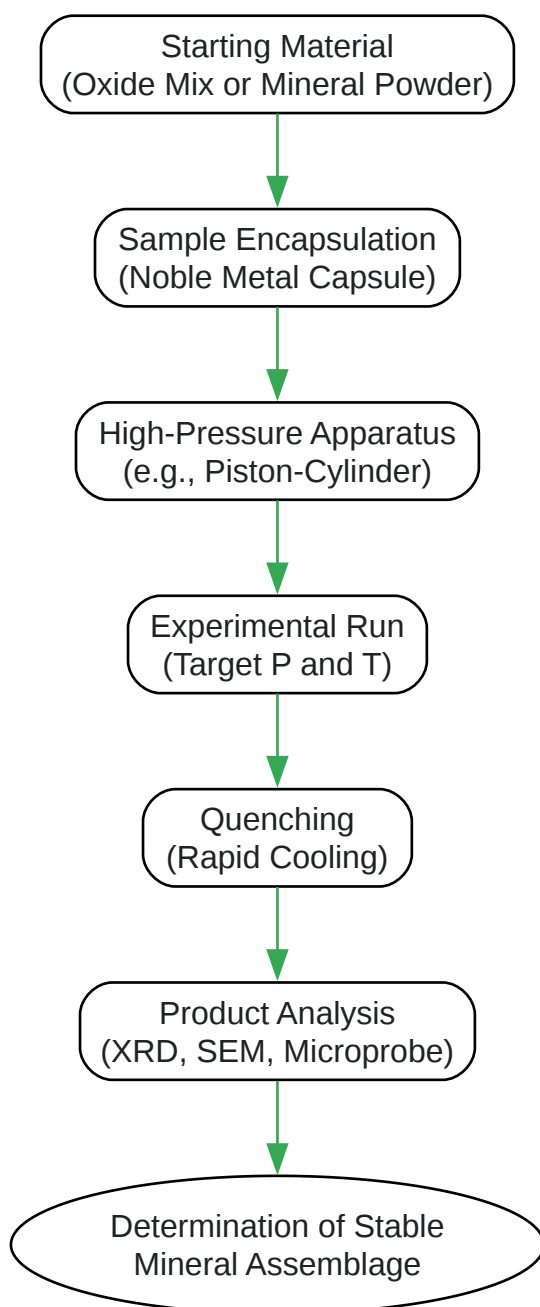 Starting Material
(Oxide Mix or Mineral Powder)
Sample Encapsulation
(Noble Metal Capsule)
High-Pressure Apparatus
(e.g., Piston-Cylinder)
Experimental Run
(Target P and T)
Quenching
(Rapid Cooling)
Product Analysis
(XRD, SEM, Microprobe)
Determination of Stable
Mineral Assemblage